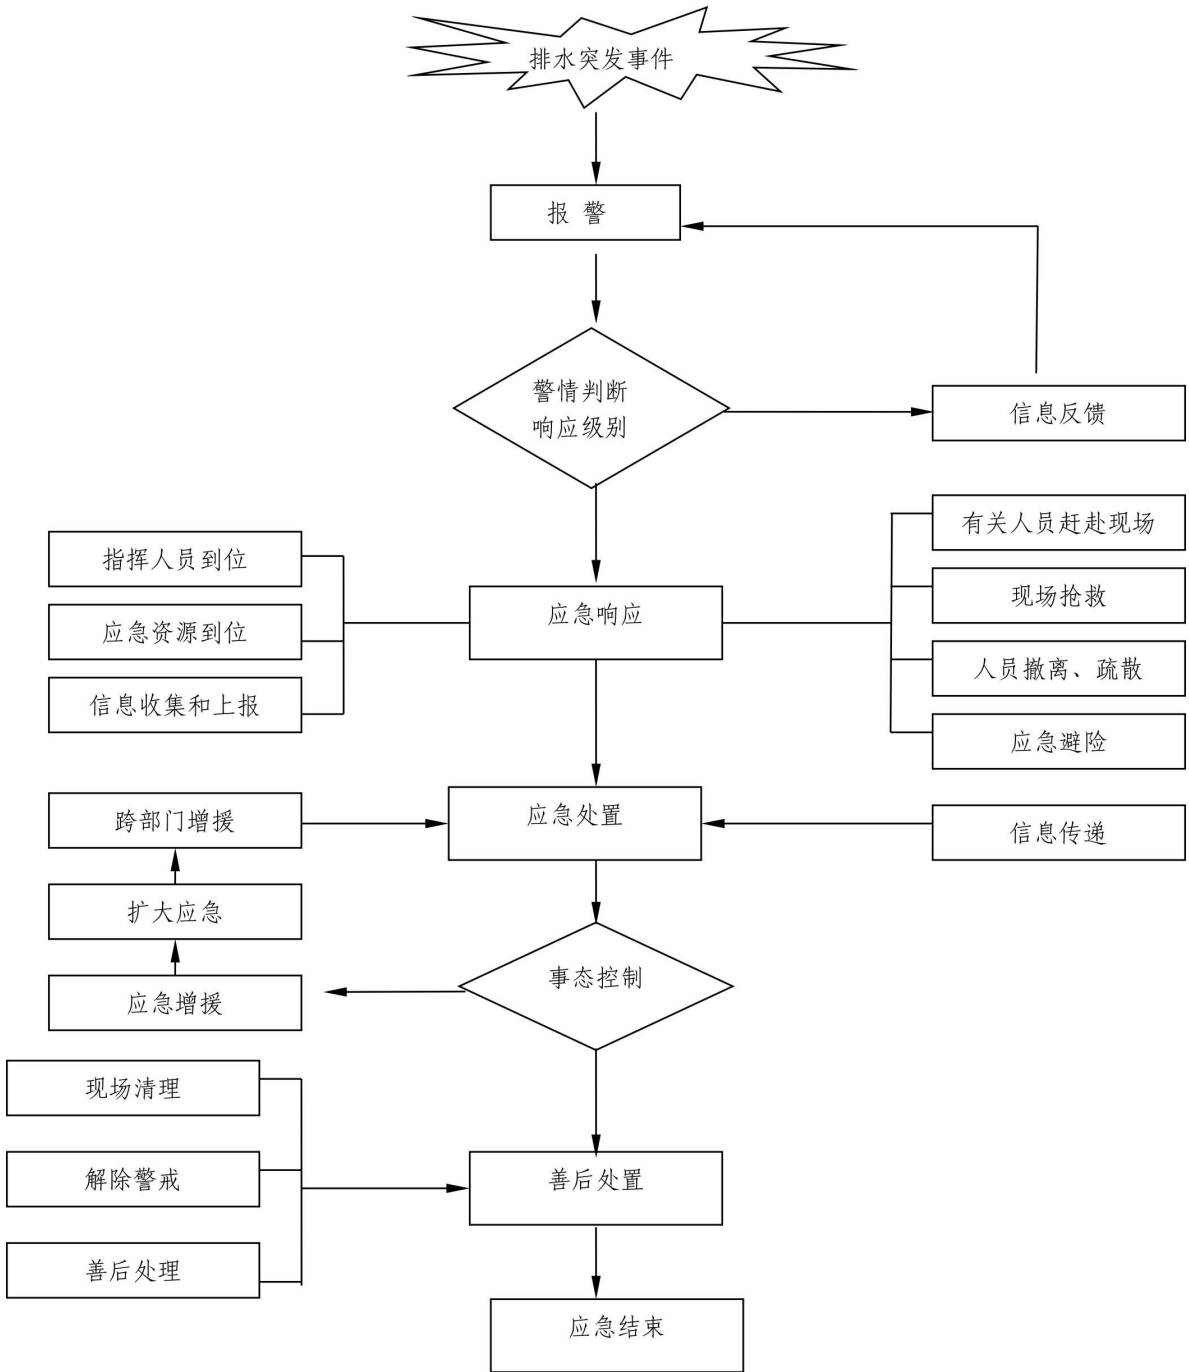 排水突发事件
报 警
警情判断
响应级别
信息反馈
有关人员赶赴现场
指挥人员到位
现场抢救
应急响应
应急资源到位
人员撤离、疏散
信息收集和上报
应急避险
跨部门增援
应急处置
信息传递
扩大应急
事态控制
应急增援
现场清理
解除警戒
善后处置
善后处理
应急结束